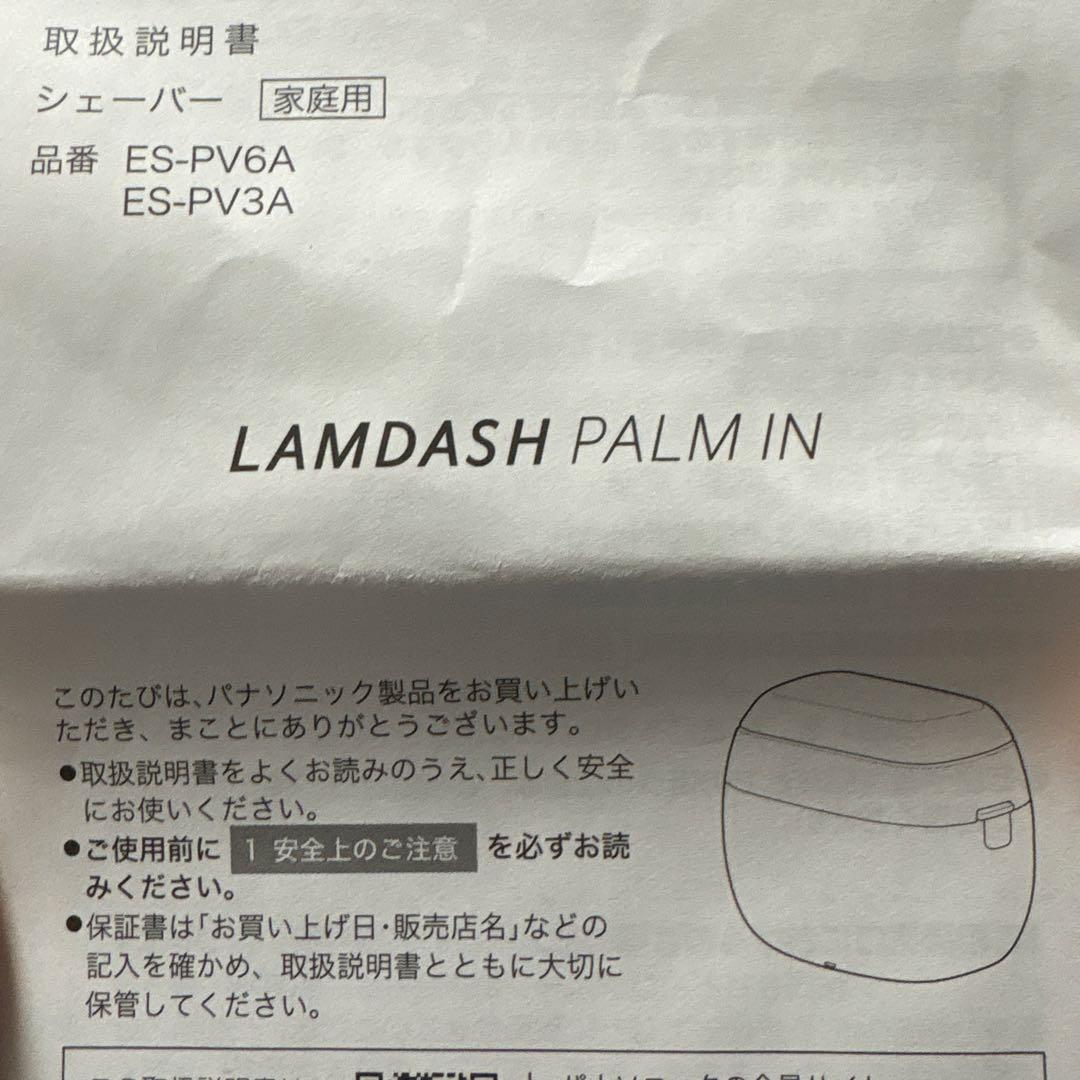 取扱説明書
シェーバー 家庭用
品番 ES-PV6A
ES-PV3A
LAMDASH PALM IN
このたびは、パナソニック製品をお買い上げい
ただき、まことにありがとうございます。
●取扱説明書をよくお読みのうえ、正しく安全
にお使いください。
●ご使用前に 1 安全上のご注意 を必ずお読
みください。
●保証書は「お買い上げ日・販売店名」などの
記入を確かめ、取扱説明書とともに大切に
保管してください。